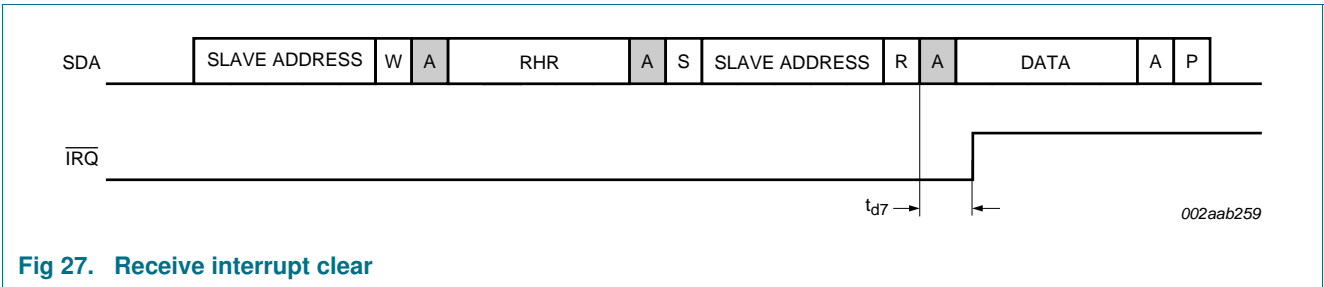 SDA SLAVE ADDRESS W A RHR A S SLAVE ADDRESS R A DATA A P
IRQ
td7
002aab259
Fig 27. Receive interrupt clear